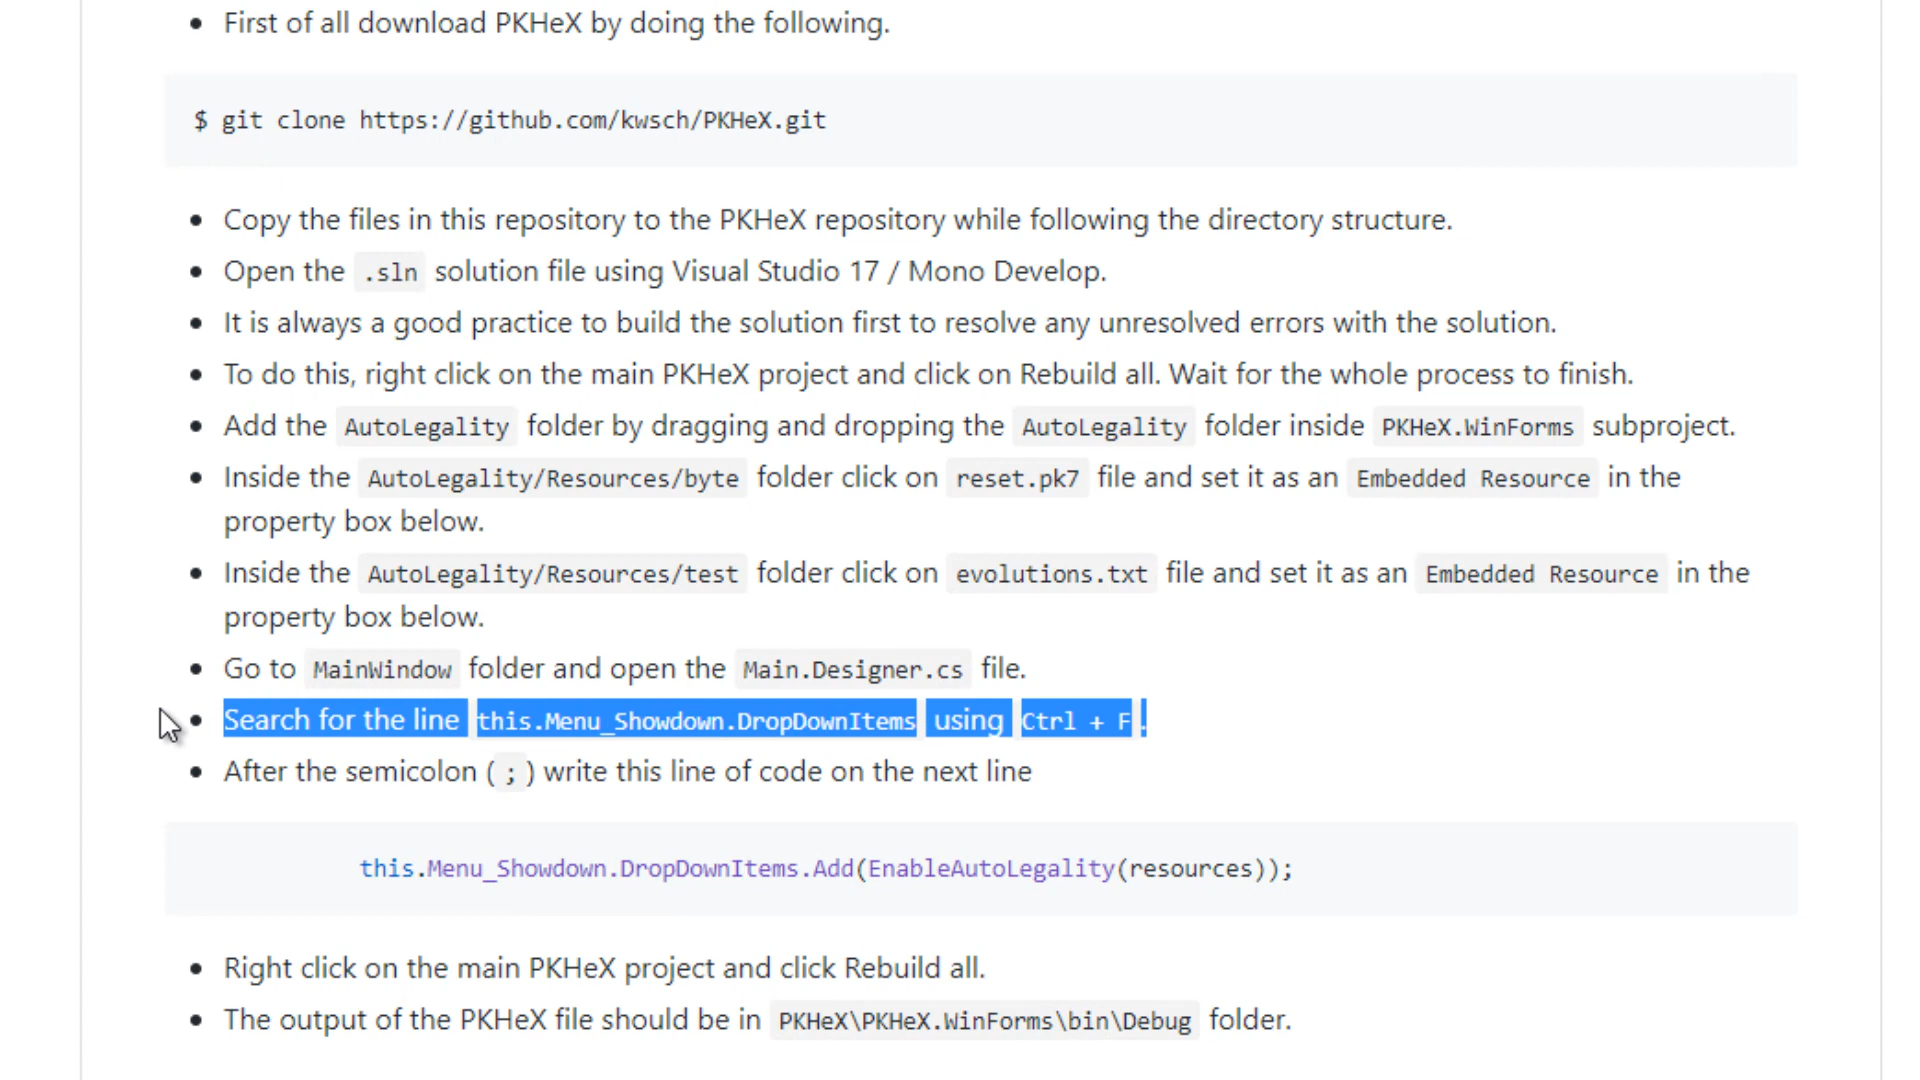 First of all download PKHeX by doing the following.
$ git clone https://github.com/kwsch/PKHeX.git
Copy the files in this repository to the PKHeX repository while following the directory structure.
Open the .sln solution file using Visual Studio 17 / Mono Develop.
It is always a good practice to build the solution first to resolve any unresolved errors with the solution.
To do this, right click on the main PKHeX project and click on Rebuild all. Wait for the whole process to finish.
Add the AutoLegality folder by dragging and dropping the AutoLegality folder inside PKHeX.WinForms subproject.
Inside the AutoLegality/Resources/byte folder click on reset.pk7 file and set it as an Embedded Resource in the
property box below.
Inside the AutoLegality/Resources/test folder click on evolutions.txt file and set it as an Embedded Resource in the
property box below.
Go to MainWindow folder and open the Main.Designer.cs file.
Search for the line this.Menu_Showdown.DropDownItems using Ctrl + F.
After the semicolon (;) write this line of code on the next line
this.Menu_Showdown.DropDownItems.Add(EnableAutoLegality(resources));
Right click on the main PKHeX project and click Rebuild all.
The output of the PKHeX file should be in PKHeX\PKHeX.WinForms\bin\Debug folder.